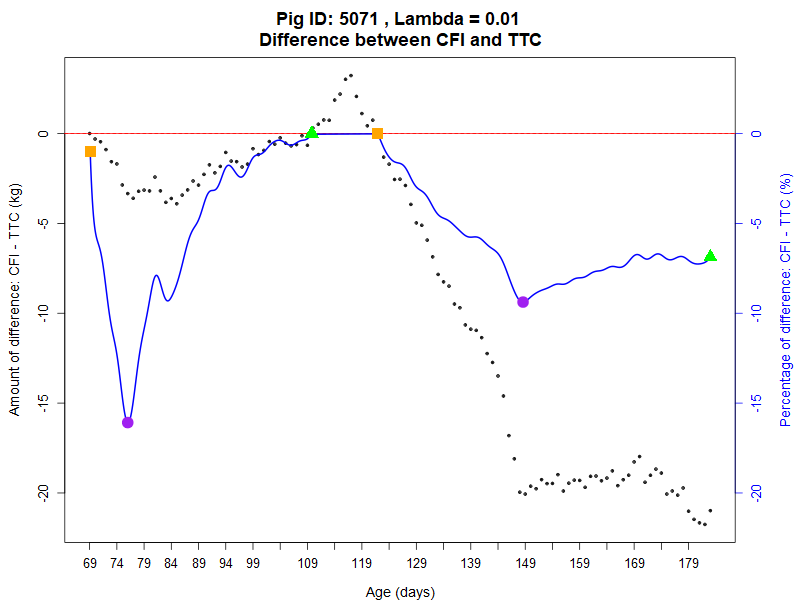 Pig ID: 5071 , Lambda = 0.01
Difference between CFI and TTC
Amount of difference: CFI - TTC (kg)
0
-5
-10
-15
-20
0
-5
-10
-15
-20
Percentage of difference: CFI - TTC (%)
69 74 79 84 89 94 99 109 119 129 139 149 159 169 179
Age (days)